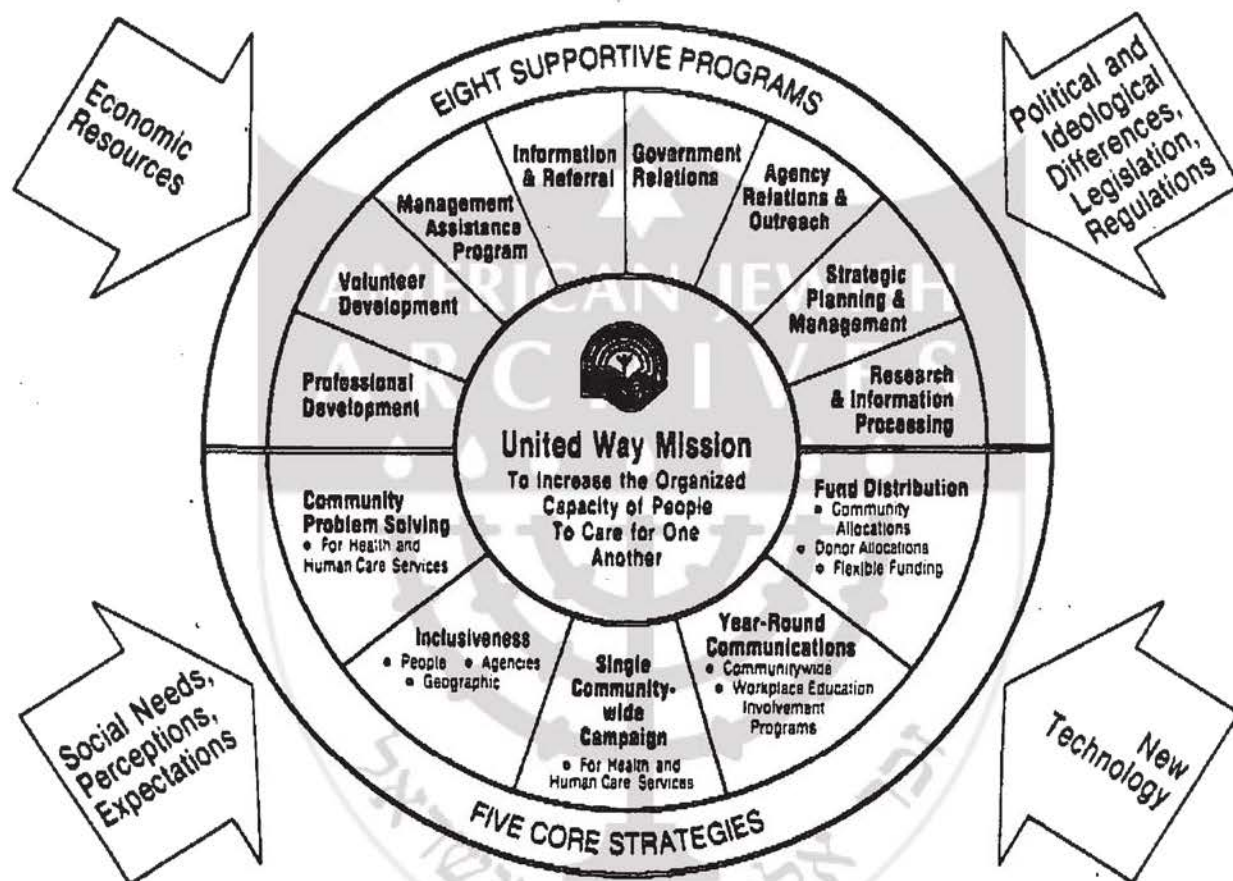 EIGHT SUPPORTIVE PROGRAMS
Economic
Resources
Political and
Ideological
Differences,
Legislation,
Regulations
Professional
Development
Volunteer
Development
Management
Assistance
Program
Information
& Referral
Government
Relations
Agency
Relations &
Outreach
Strategic
Planning &
Management
Research
& Information
Processing
AMERICAN JEWISH
ARCHIVES
United Way Mission
To Increase the Organized
Capacity of People
To Care for One
Another
Community
Problem Solving
• For Health and
Human Care Services
Inclusiveness
• People • Agencies
• Geographic
Single
Community-
wide
Campaign
• For Health and
Human Care Services
Year-Round
Communications
• Communitywide
• Workplace Education
Involvement
Programs
Fund Distribution
• Community
Allocations
• Donor Allocations
• Flexible Funding
FIVE CORE STRATEGIES
Social Needs,
Perceptions,
Expectations
New
Technology